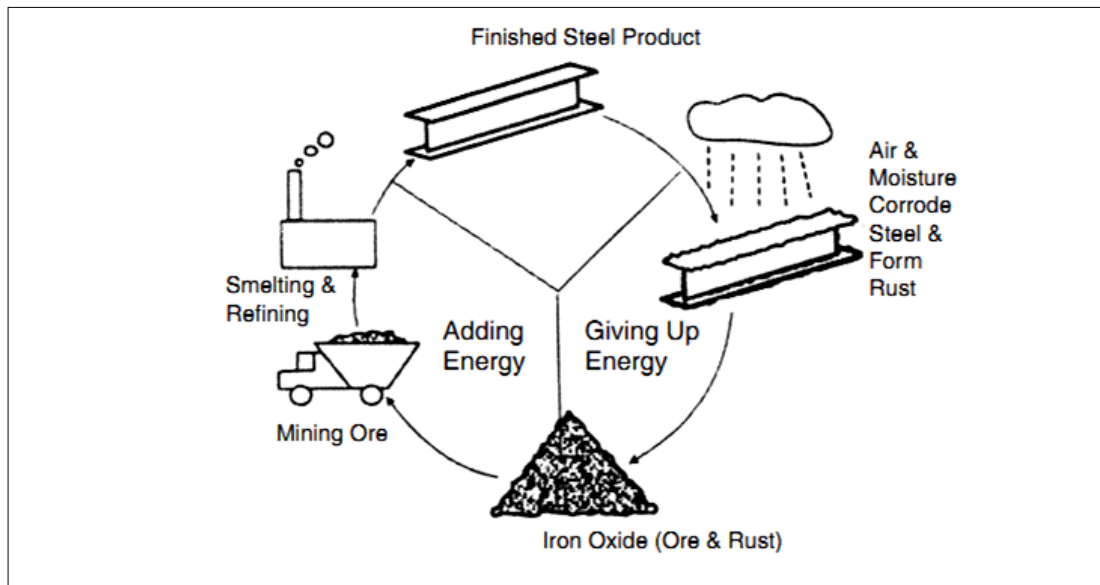 Finished Steel Product
Air &
Moisture
Corrode
Steel &
Form
Rust
Smelting &
Refining
Adding
Energy
Giving Up
Energy
Mining Ore
Iron Oxide (Ore & Rust)